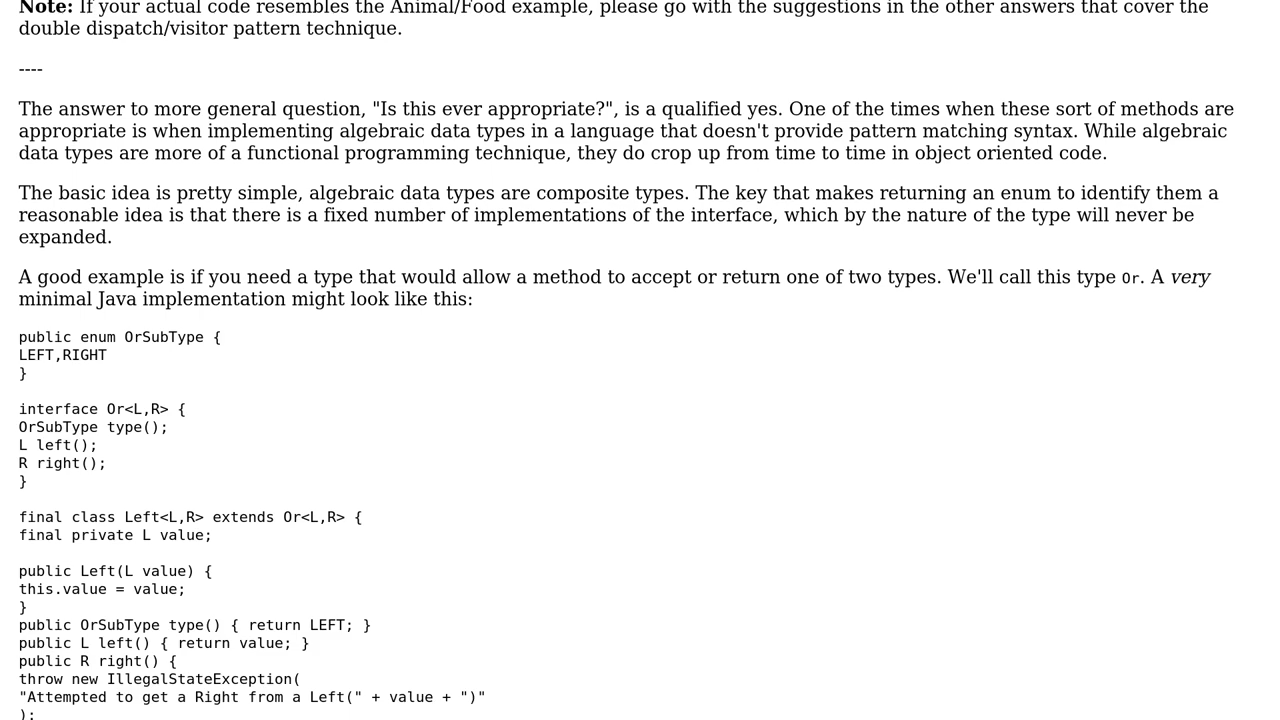 Note: If your actual code resembles the Animal/Food example, please go with the suggestions in the other answers that cover the
double dispatch/visitor pattern technique.
----
The answer to more general question, "Is this ever appropriate?", is a qualified yes. One of the times when these sort of methods are
appropriate is when implementing algebraic data types in a language that doesn't provide pattern matching syntax. While algebraic
data types are more of a functional programming technique, they do crop up from time to time in object oriented code.
The basic idea is pretty simple, algebraic data types are composite types. The key that makes returning an enum to identify them a
reasonable idea is that there is a fixed number of implementations of the interface, which by the nature of the type will never be
expanded.
A good example is if you need a type that would allow a method to accept or return one of two types. We'll call this type Or. A very
minimal Java implementation might look like this:
public enum OrSubType {
LEFT,RIGHT
}
interface Or<L,R> {
OrSubType type();
L left();
R right();
}
final class Left<L,R> extends Or<L,R> {
final private L value;
public Left(L value) {
this.value = value;
}
public OrSubType type() { return LEFT; }
public L left() { return value; }
public R right() {
throw new IllegalStateException(
"Attempted to get a Right from a Left(" + value + ")"
);